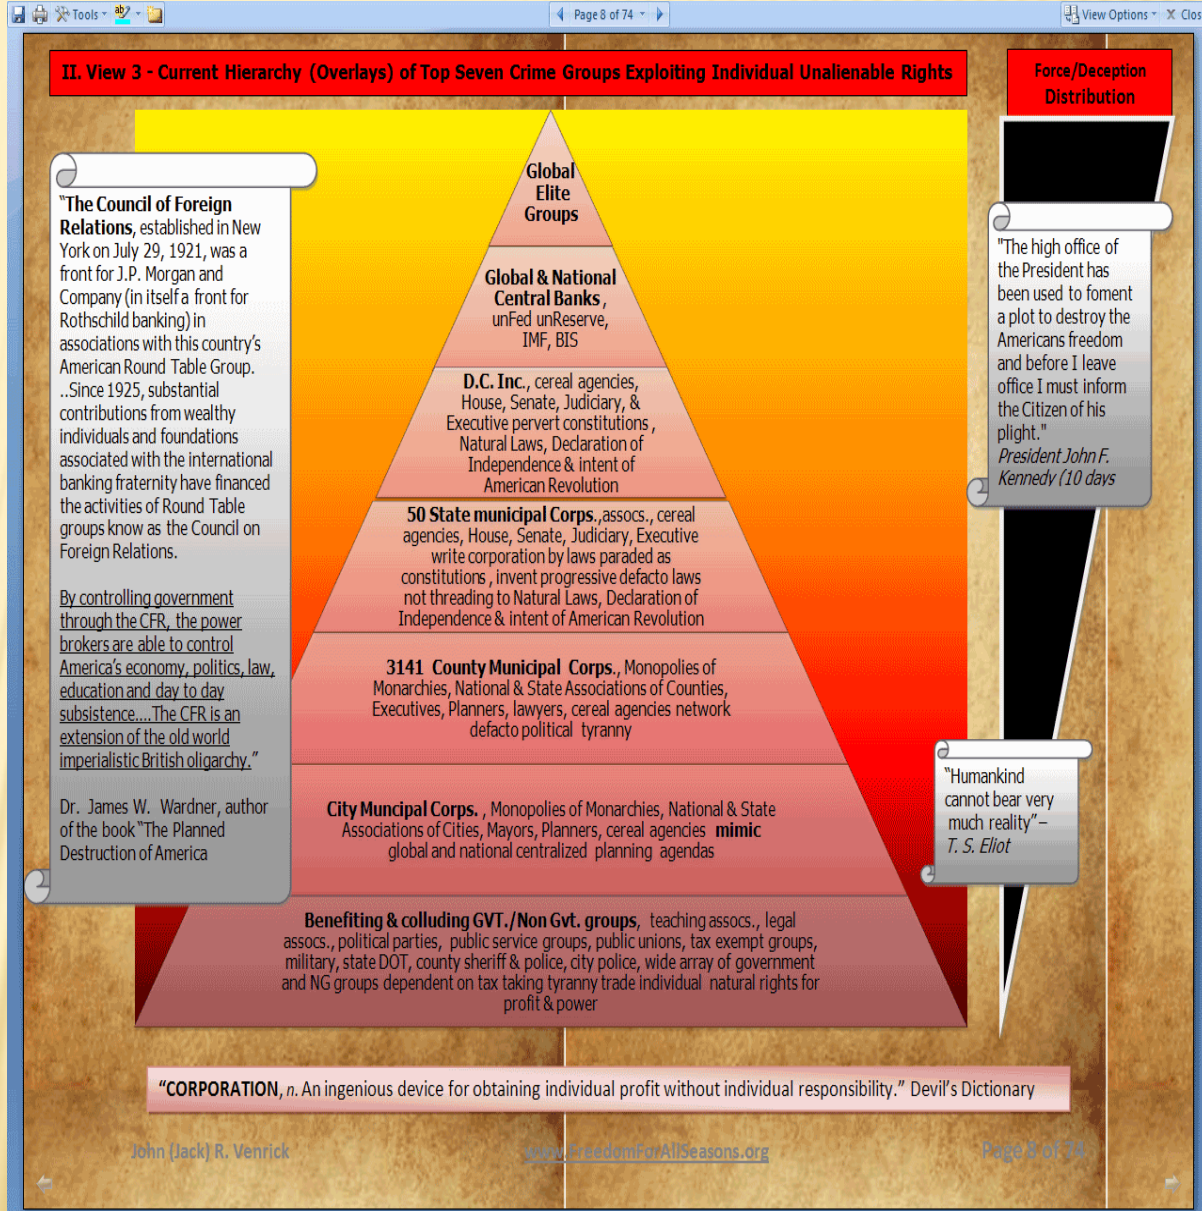 Tools
Page 8 of 74
View Options
X Clos
II. View 3 - Current Hierarchy (Overlays) of Top Seven Crime Groups Exploiting Individual Unalienable Rights
Force/Deception
Distribution
"The Council of Foreign
Relations, established in New
York on July 29, 1921, was a
front for J.P. Morgan and
Company (in itself a front for
Rothschild banking) in
associations with this country's
American Round Table Group.
..Since 1925, substantial
contributions from wealthy
individuals and foundations
associated with the international
banking fraternity have financed
the activities of Round Table
groups know as the Council on
Foreign Relations.
By controlling government
through the CFR, the power
brokers are able to control
America's economy, politics, law,
education and day to day
subsistence....The CFR is an
extension of the old world
imperialistic British oligarchy."
Dr. James W. Wardner, author
of the book "The Planned
Destruction of America
Global
Elite
Groups
Global & National
Central Banks ,
unFed unReserve,
IMF, BIS
D.C. Inc., cereal agencies,
House, Senate, Judiciary, &
Executive pervert constitutions ,
Natural Laws, Declaration of
Independence & intent of
American Revolution
50 State municipal Corps.,assocs., cereal
agencies, House, Senate, Judiciary, Executive
write corporation by laws paraded as
constitutions , invent progressive defacto laws
not threading to Natural Laws, Declaration of
Independence & intent of American Revolution
3141 County Municipal Corps., Monopolies of
Monarchies, National & State Associations of Counties,
Executives, Planners, lawyers, cereal agencies network
defacto political tyranny
City Muncipal Corps. , Monopolies of Monarchies, National & State
Associations of Cities, Mayors, Planners, cereal agencies mimic
global and national centralized planning agendas
Benefiting & colluding GVT./Non Gvt. groups, teaching assocs., legal
assocs., political parties, public service groups, public unions, tax exempt groups,
military, state DOT, county sheriff & police, city police, wide array of government
and NG groups dependent on tax taking tyranny trade individual natural rights for
profit & power
"The high office of
the President has
been used to foment
a plot to destroy the
Americans freedom
and before I leave
office I must inform
the Citizen of his
plight."
President John F.
Kennedy (10 days
"Humankind
cannot bear very
much reality"–
T. S. Eliot
"CORPORATION, n. An ingenious device for obtaining individual profit without individual responsibility." Devil's Dictionary
John (Jack) R. Venrick
www.FreedomForAllSeasons.org
Page 8 of 74